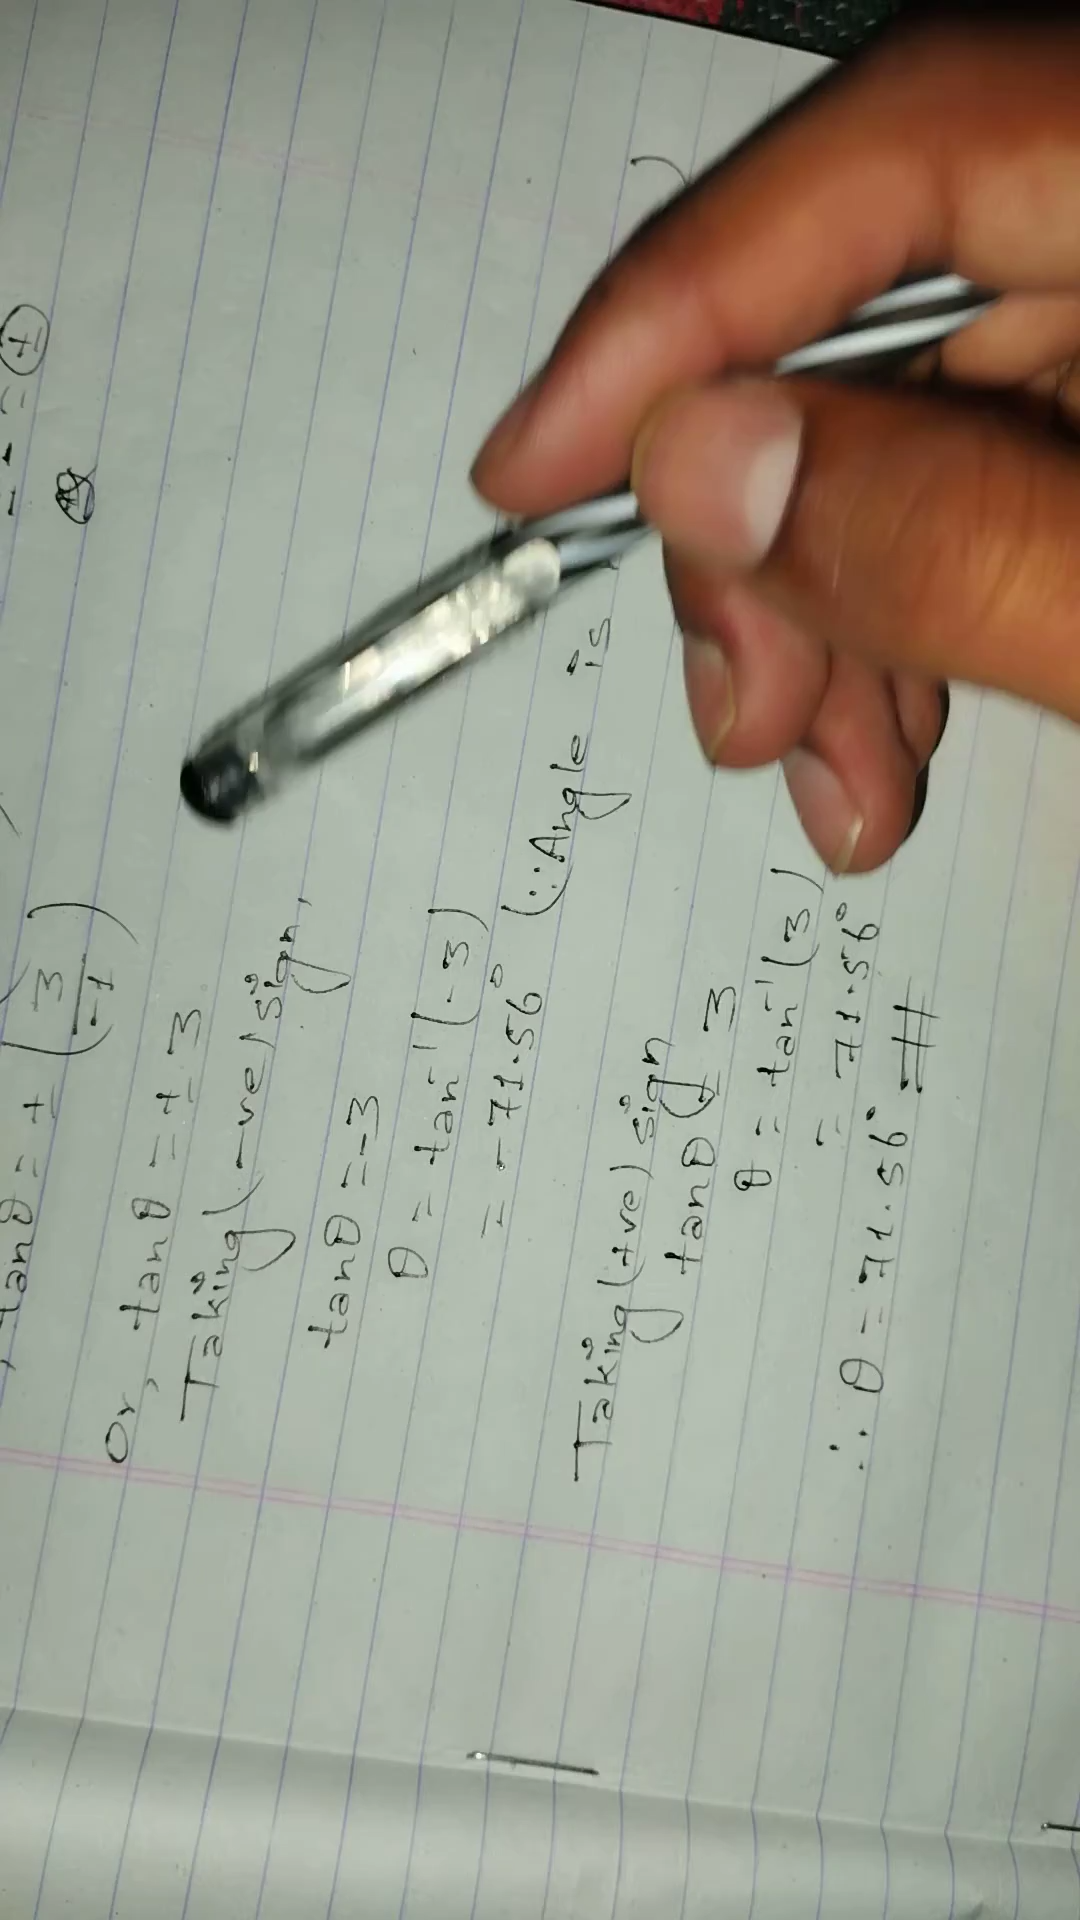 tanθ = ± (3/-1)
Or, tanθ = ± 3
Taking (-ve) sign,
tanθ = -3
θ = tan⁻¹(-3)
= -71.56° (∵ Angle is
Taking (+ve) sign
tanθ = 3
θ = tan⁻¹(3)
= 71.56°
∴ θ = 71.56°